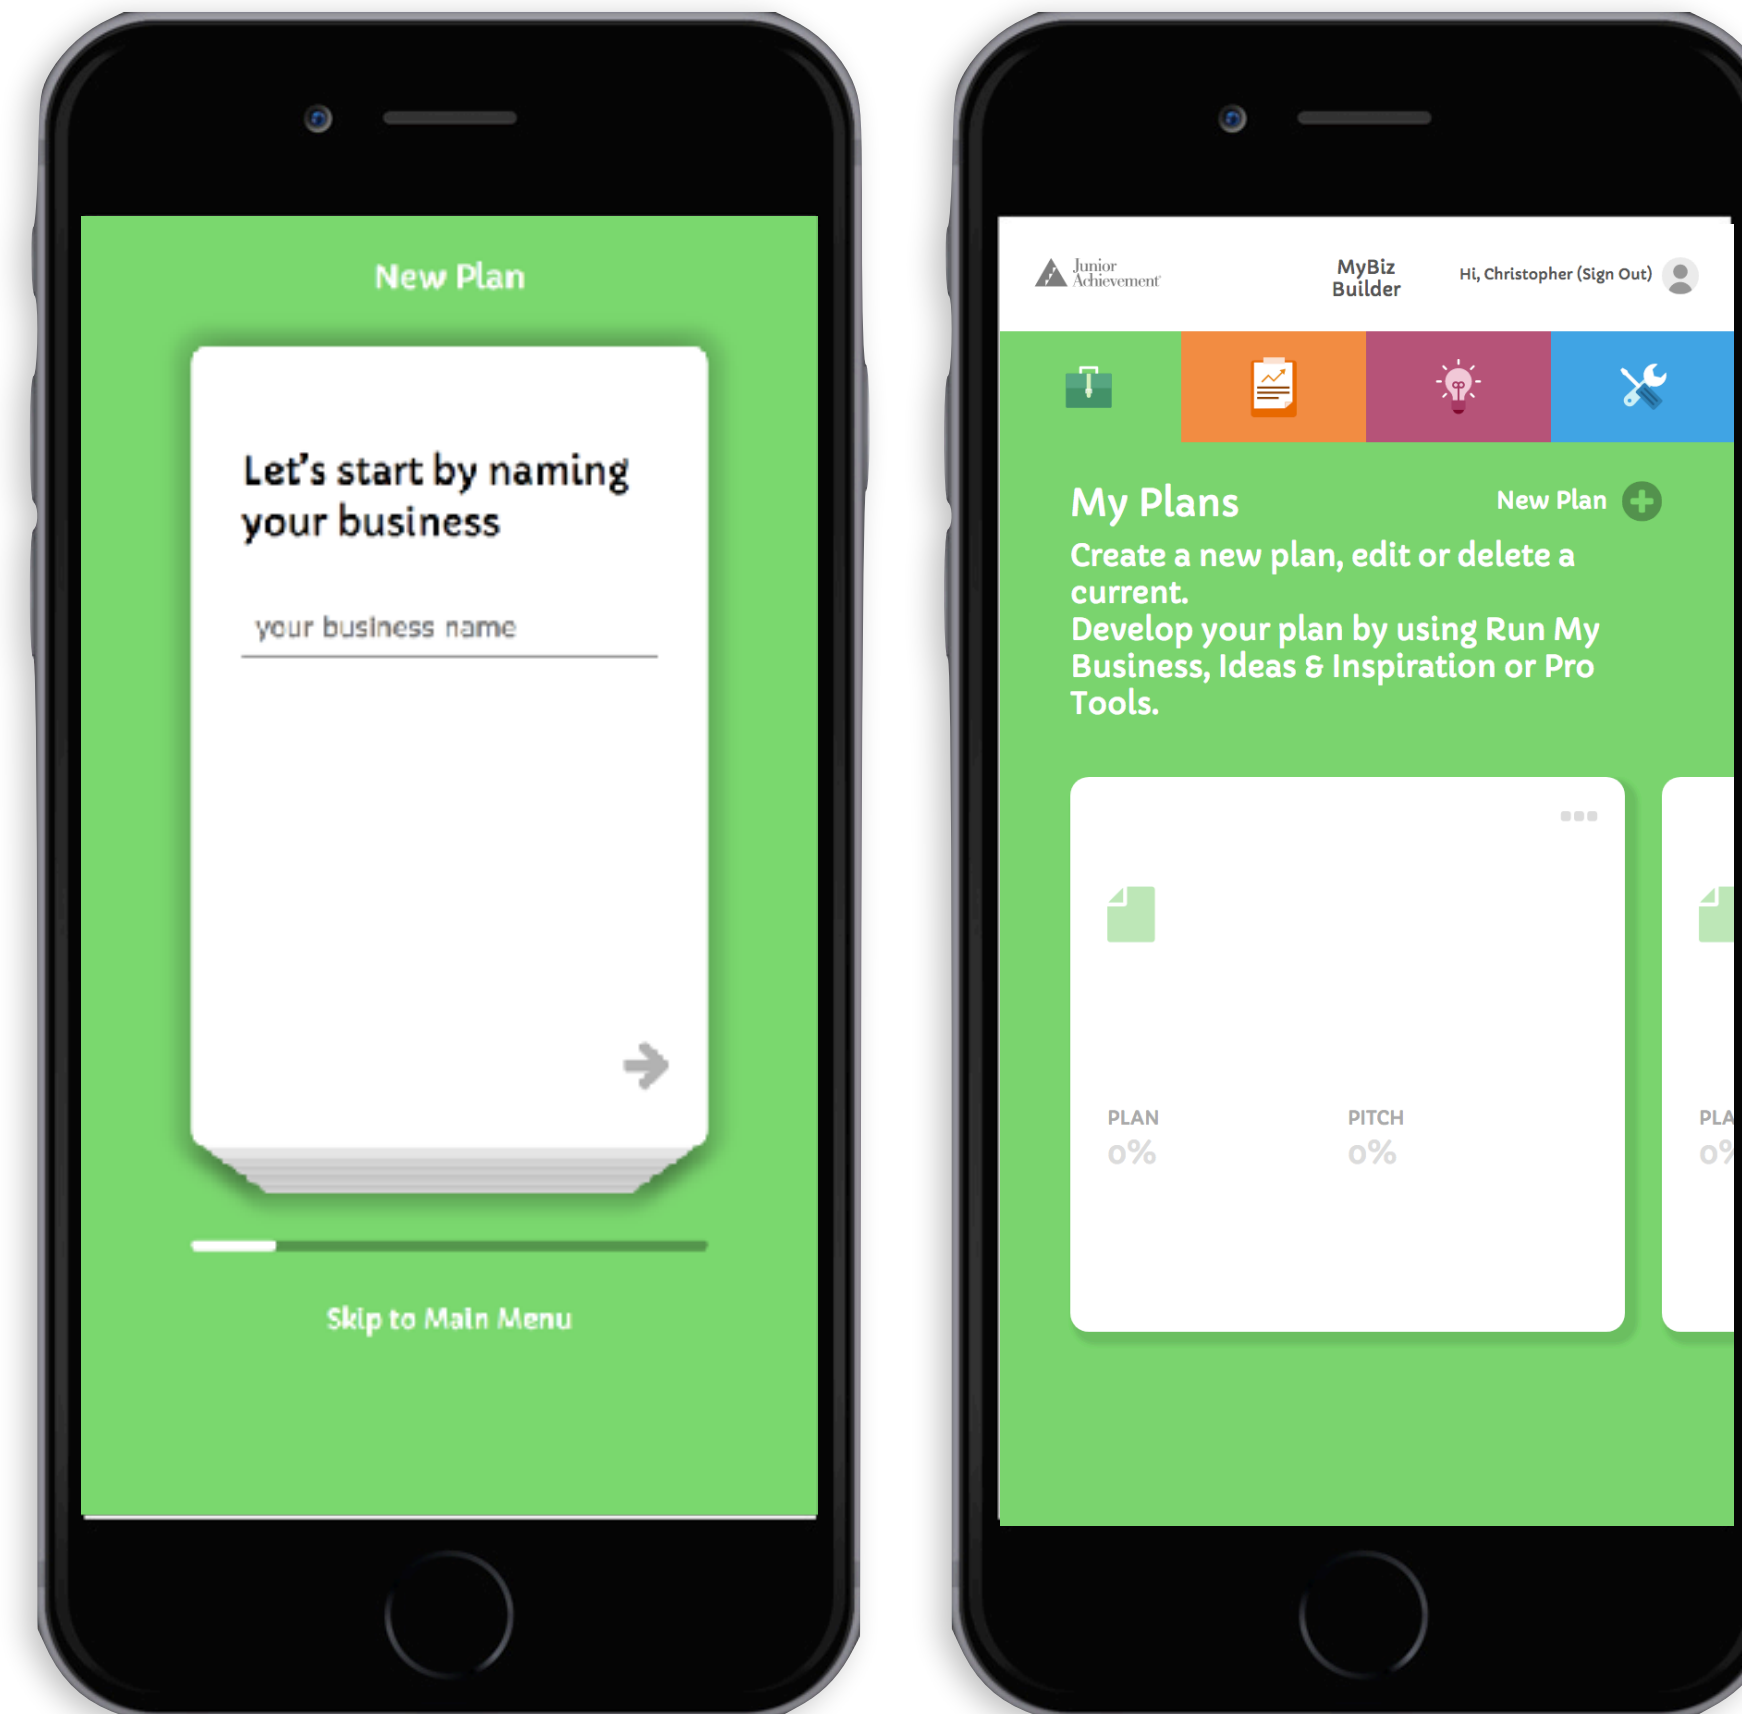 New Plan
Let's start by naming
your business
your business name
Skip to Main Menu
Junior
Achievement
MyBiz
Builder
Hi, Christopher (Sign Out)
My Plans
New Plan
Create a new plan, edit or delete a
current.
Develop your plan by using Run My
Business, Ideas & Inspiration or Pro
Tools.
PLAN
PITCH
PLA
0%
0%
0%